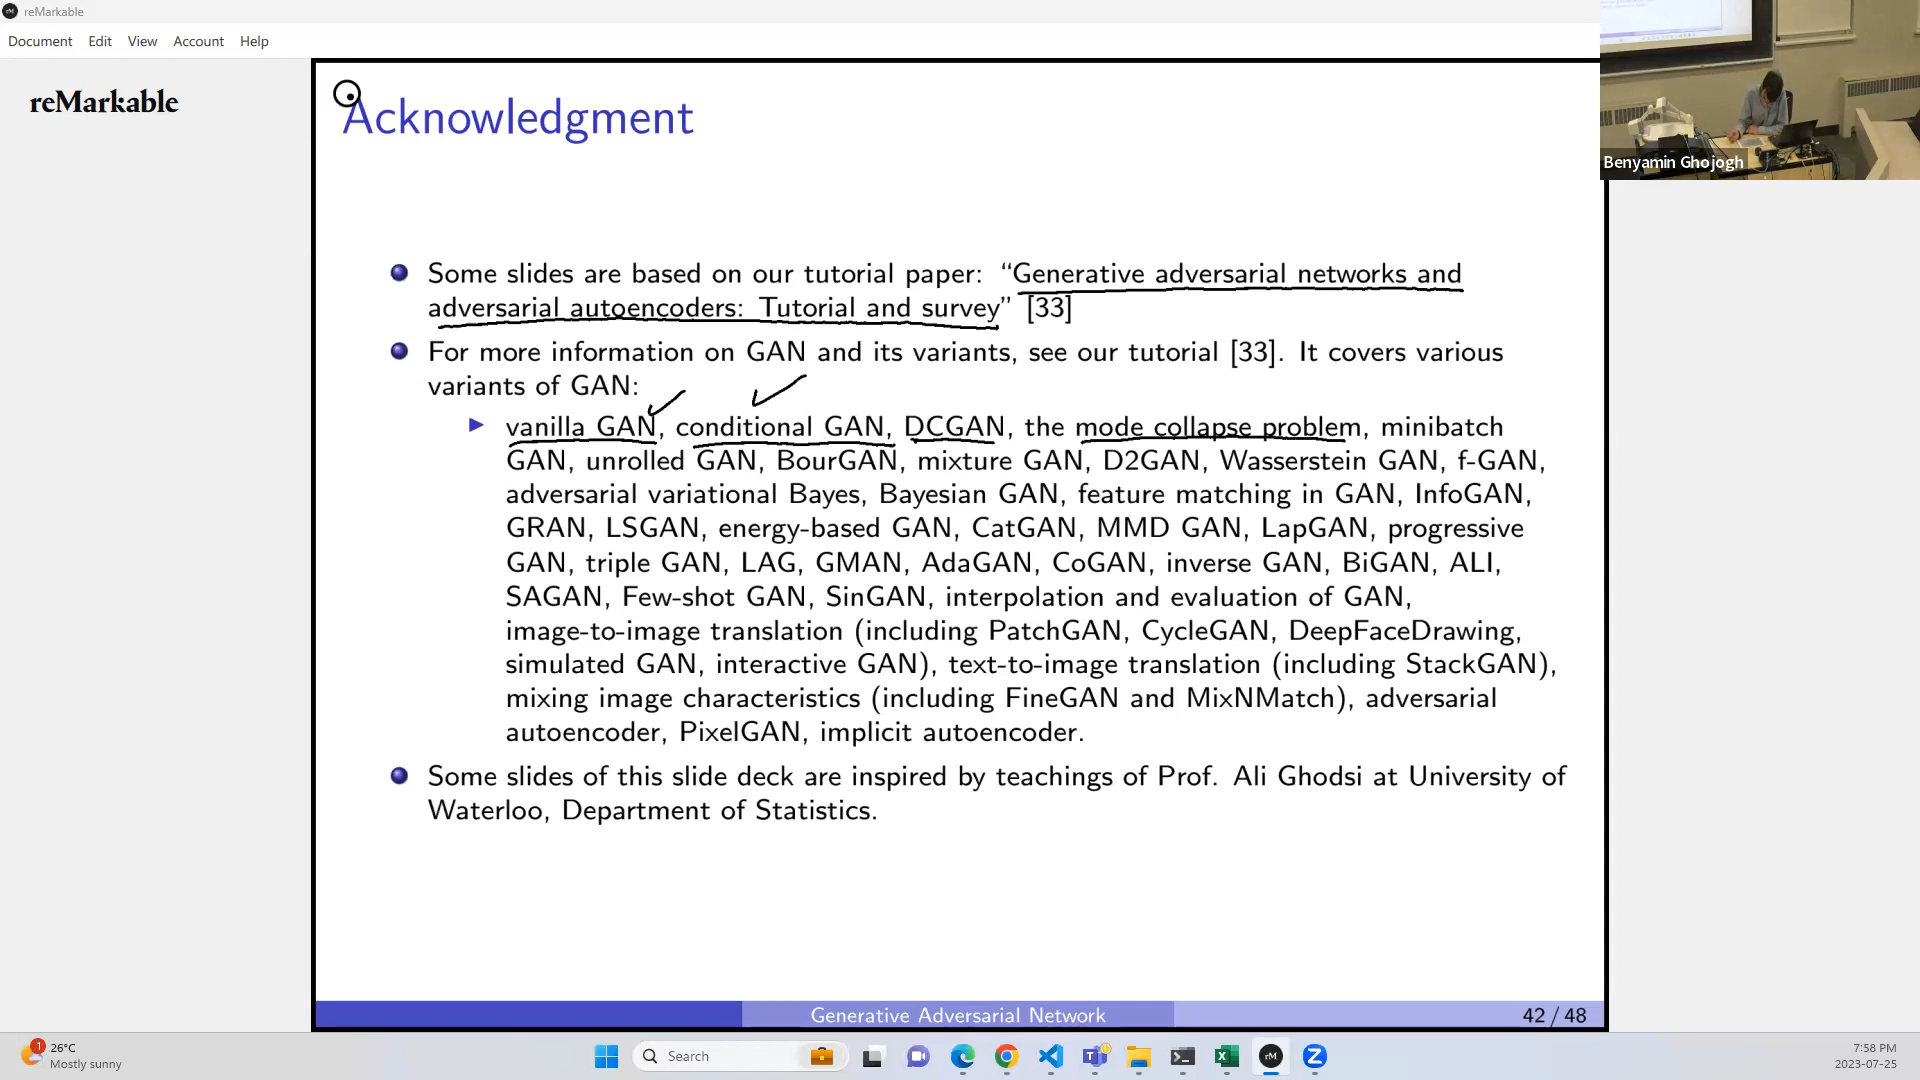 reMarkable
Document Edit View Account Help
reMarkable
Acknowledgment
Benyamin Ghojogh
Some slides are based on our tutorial paper: “Generative adversarial networks and
adversarial autoencoders: Tutorial and survey” [33]
For more information on GAN and its variants, see our tutorial [33]. It covers various
variants of GAN:
vanilla GAN, conditional GAN, DCGAN, the mode collapse problem, minibatch
GAN, unrolled GAN, BourGAN, mixture GAN, D2GAN, Wasserstein GAN, f-GAN,
adversarial variational Bayes, Bayesian GAN, feature matching in GAN, InfoGAN,
GRAN, LSGAN, energy-based GAN, CatGAN, MMD GAN, LapGAN, progressive
GAN, triple GAN, LAG, GMAN, AdaGAN, CoGAN, inverse GAN, BiGAN, ALI,
SAGAN, Few-shot GAN, SinGAN, interpolation and evaluation of GAN,
image-to-image translation (including PatchGAN, CycleGAN, DeepFaceDrawing,
simulated GAN, interactive GAN), text-to-image translation (including StackGAN),
mixing image characteristics (including FineGAN and MixNMatch), adversarial
autoencoder, PixelGAN, implicit autoencoder.
Some slides of this slide deck are inspired by teachings of Prof. Ali Ghodsi at University of
Waterloo, Department of Statistics.
Generative Adversarial Network 42 / 48
1 26°C
Mostly sunny
Search
7:58 PM
2023-07-25